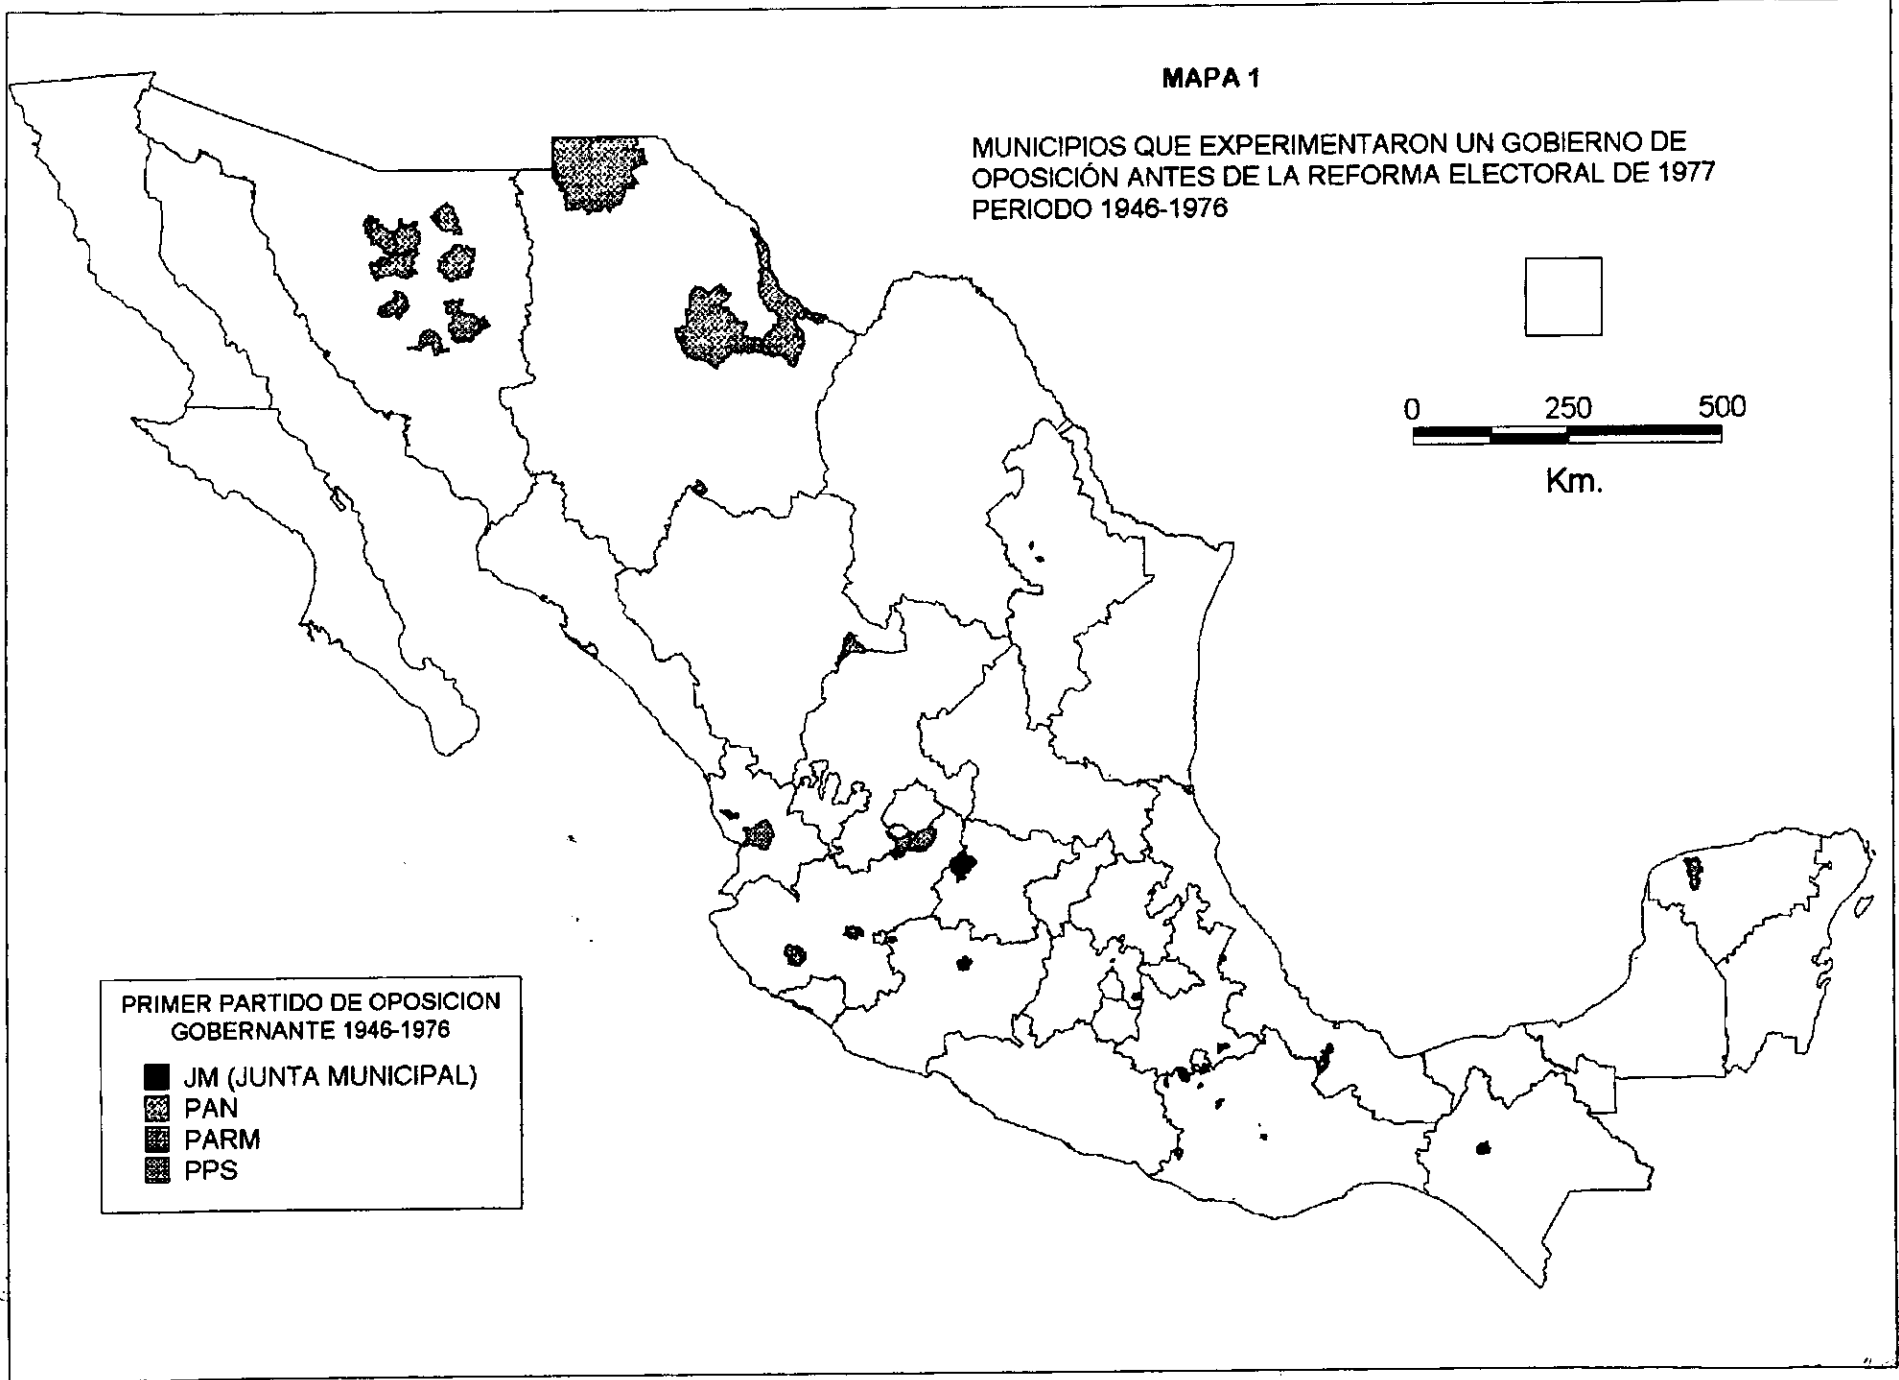 MAPA 1
MUNICIPIOS QUE EXPERIMENTARON UN GOBIERNO DE
OPOSICIÓN ANTES DE LA REFORMA ELECTORAL DE 1977
PERIODO 1946-1976
0 250 500
Km.
PRIMER PARTIDO DE OPOSICION
GOBERNANTE 1946-1976
JM (JUNTA MUNICIPAL)
PAN
PARM
PPS